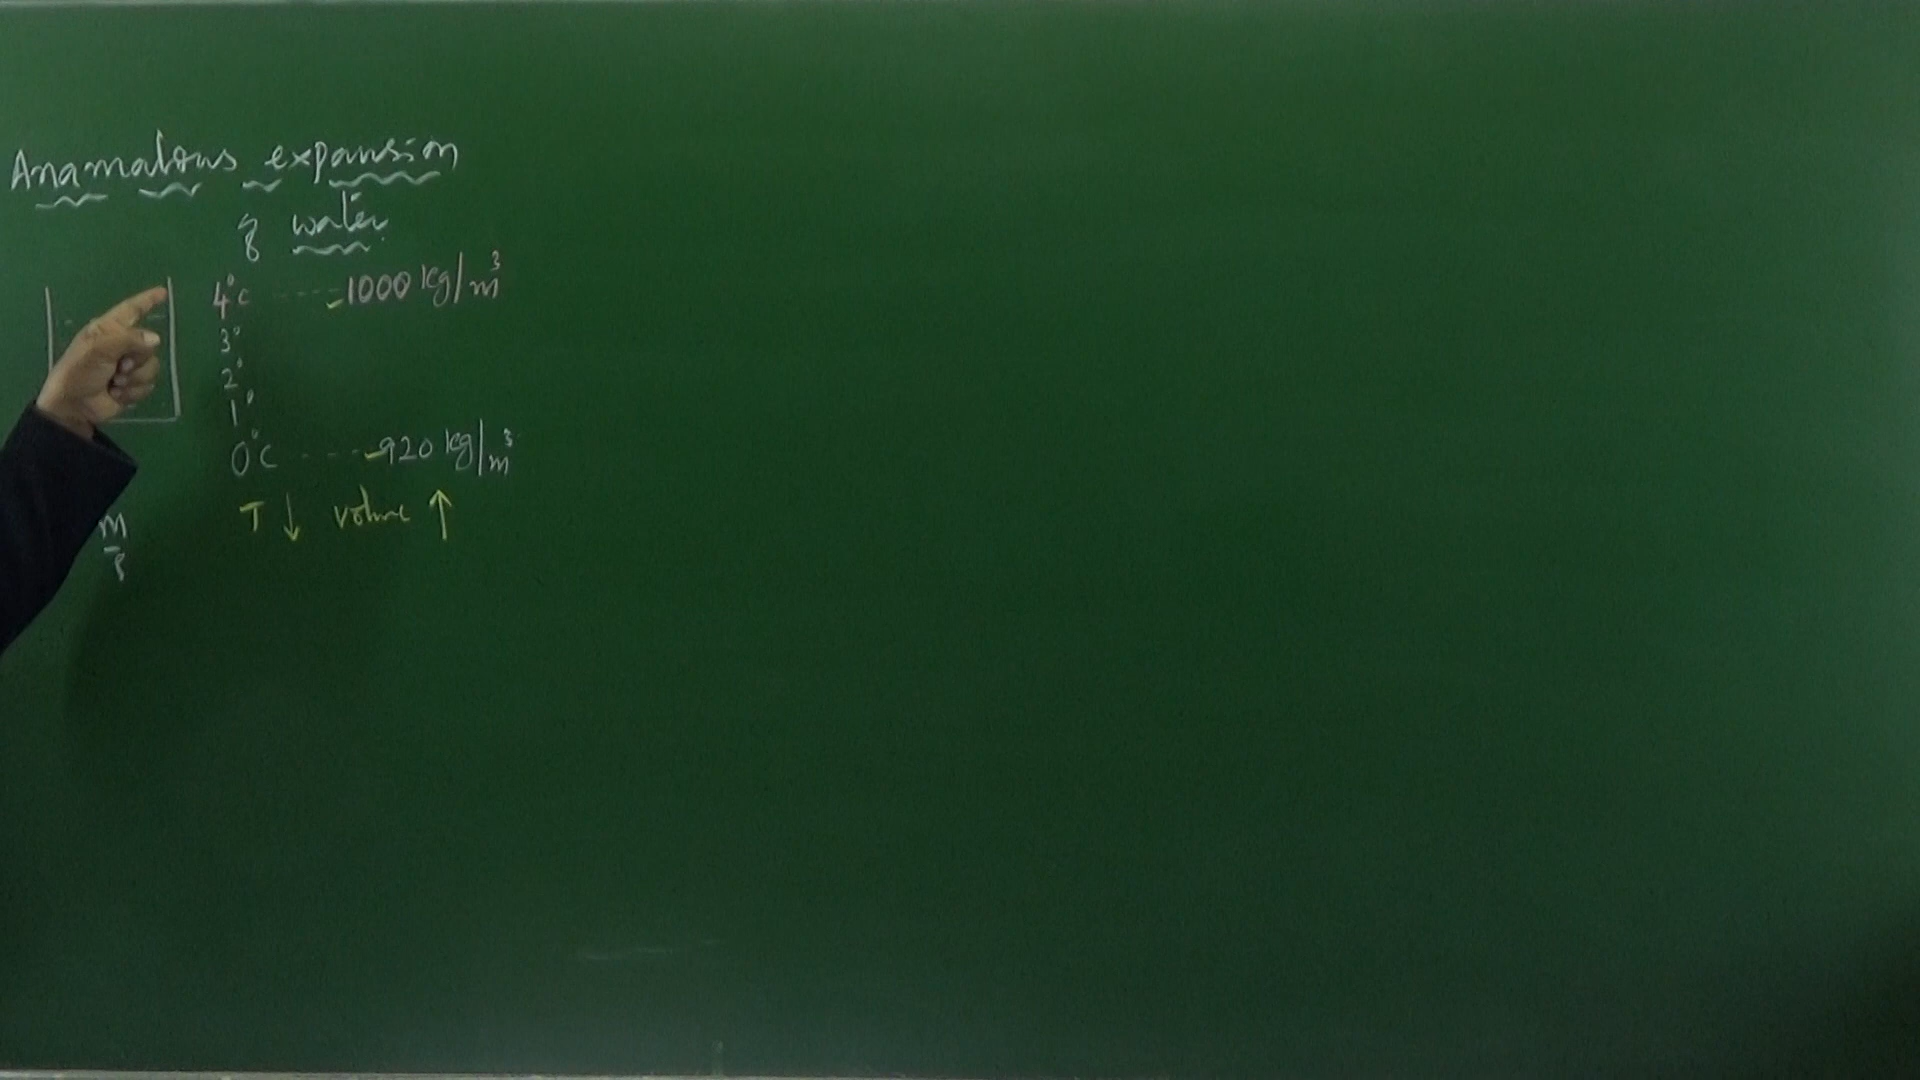 Anamalous expansion
of water
4°C ---- 1000 kg/m³
3°
2°
1°
0°C ---- 920 kg/m³
T ↓ volume ↑
m
ρ